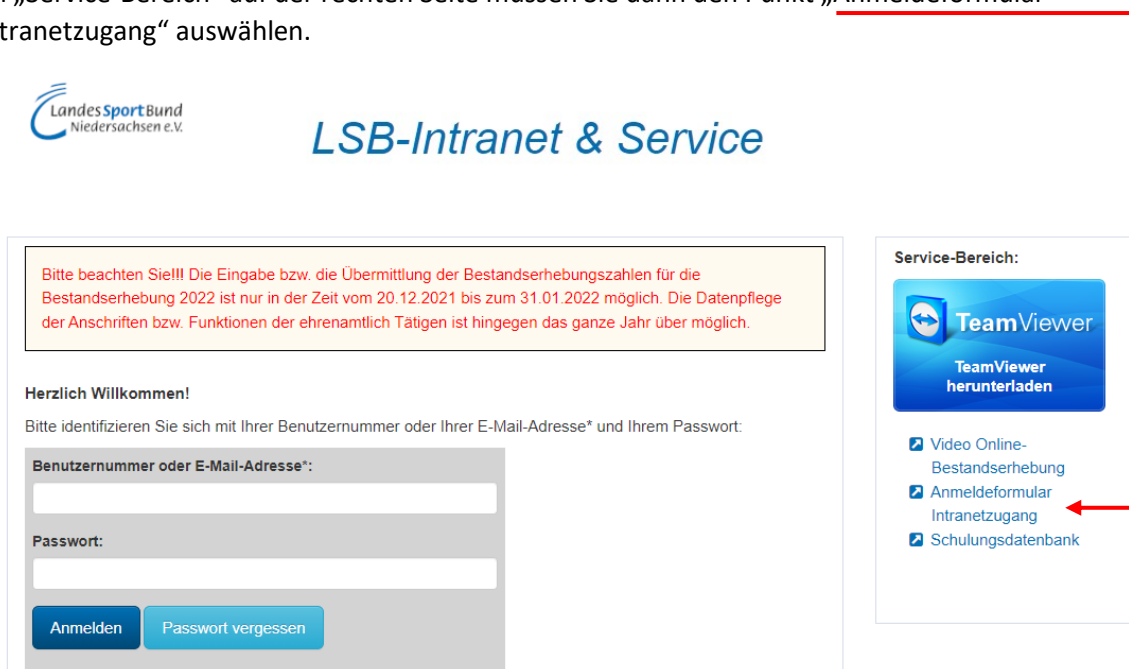 „Service-Bereich“ auf der rechten Seite müssen Sie dann den Punkt „Anmeldeformular
tranetzugang“ auswählen.
LandesSportBund
Niedersachsen e.V.
LSB-Intranet & Service
Bitte beachten Sie!!! Die Eingabe bzw. die Übermittlung der Bestandserhebungszahlen für die
Bestandserhebung 2022 ist nur in der Zeit vom 20.12.2021 bis zum 31.01.2022 möglich. Die Datenpflege
der Anschriften bzw. Funktionen der ehrenamtlich Tätigen ist hingegen das ganze Jahr über möglich.
Herzlich Willkommen!
Bitte identifizieren Sie sich mit Ihrer Benutzernummer oder Ihrer E-Mail-Adresse* und Ihrem Passwort:
Benutzernummer oder E-Mail-Adresse*:
Passwort:
Anmelden
Passwort vergessen
Service-Bereich:
TeamViewer
TeamViewer
herunterladen
Video Online-
Bestandserhebung
Anmeldeformular
Intranetzugang
Schulungsdatenbank